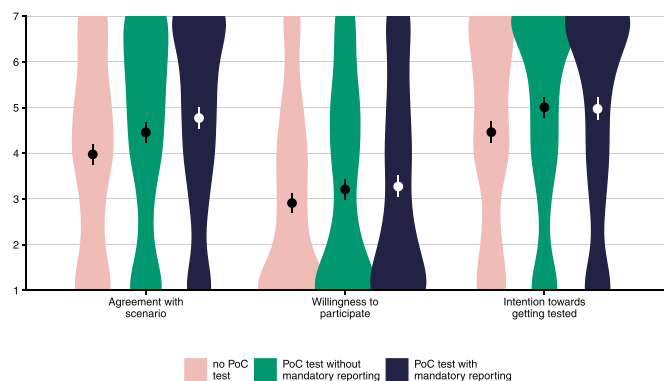 7
6
5
4
3
2
1
Agreement with
scenario
Willingness to
participate
Intention towards
getting tested
no PoC
test
PoC test without
mandatory reporting
PoC test with
mandatory reporting